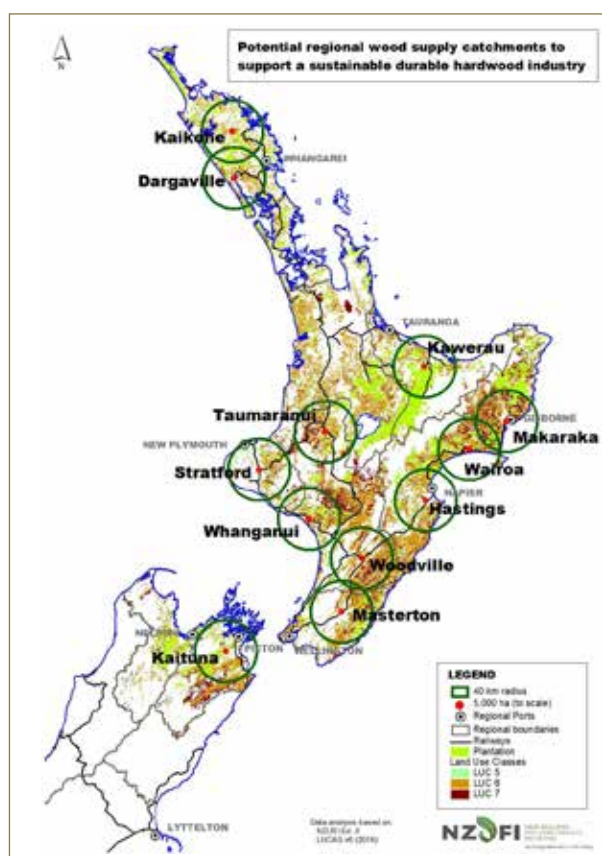 Potential regional wood supply catchments to
support a sustainable durable hardwood industry
N
Kaikohe
WHANGAREI
Dargaville
TAURANGA
Kawerau
Taumaranui
GISBORNE
Makaraka
NEW PLYMOUTH
Stratford
Wairoa
NAPIER
Hastings
Whanganui
Woodville
Masterton
NELSON
PICTON
WELLINGTON
Kaituna
LEGEND
40 km radius
5,000 ha (to scale)
Regional Ports
Regional boundaries
Railways
Plantation
Land Use Classes
LUC 5
LUC 6
LUC 7
LYTTELTON
Data analysis based on
NZLRI Ed. II
LUCAS v6 (2016)
NZOFI